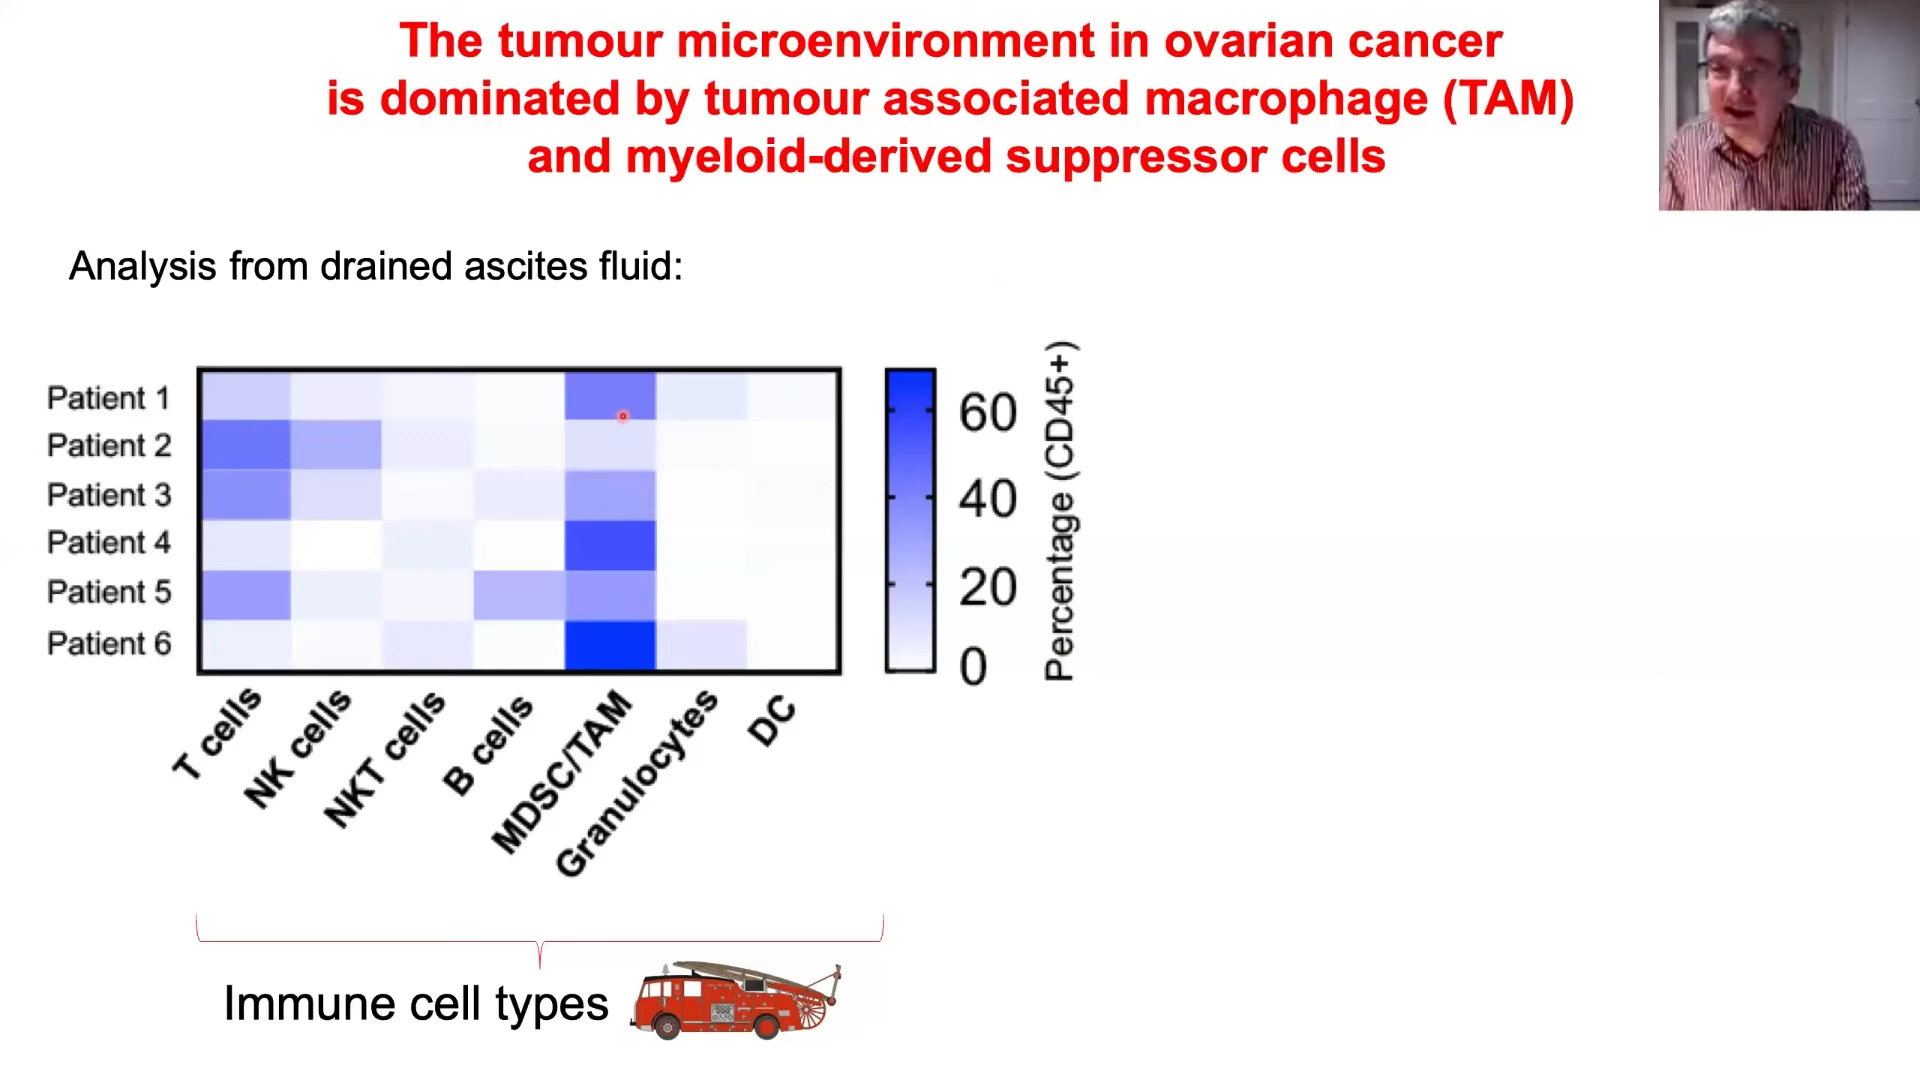 The tumour microenvironment in ovarian cancer
is dominated by tumour associated macrophage (TAM)
and myeloid-derived suppressor cells
Analysis from drained ascites fluid:
Patient 1
Patient 2
Patient 3
Patient 4
Patient 5
Patient 6
T cells
NK cells
NKT cells
B cells
MDSC/TAM
Granulocytes
DC
60
40
20
0
Percentage (CD45+)
Immune cell types